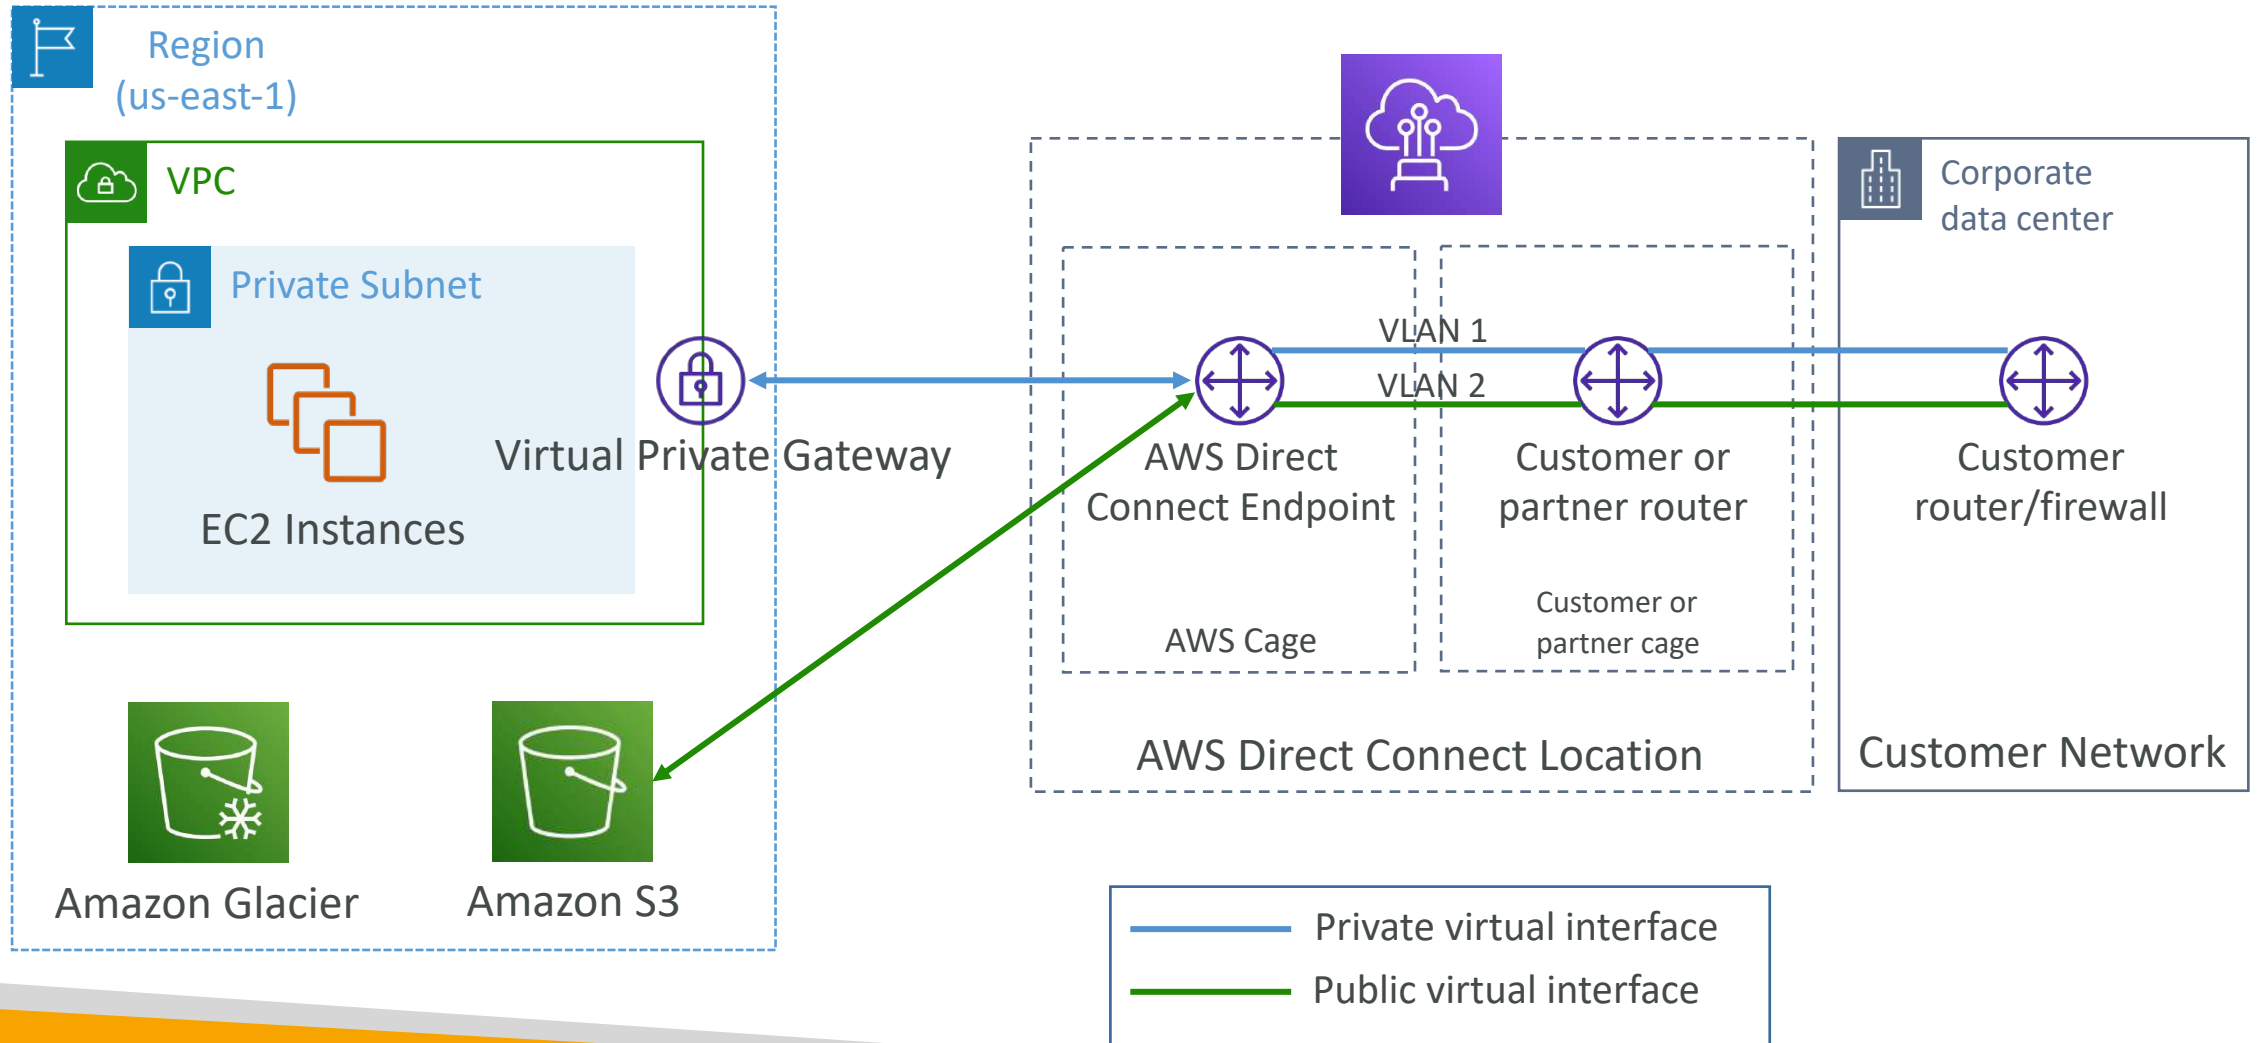 Region
(us-east-1)
VPC
Private Subnet
EC2 Instances
Virtual Private Gateway
Amazon Glacier
Amazon S3
VLAN 1
VLAN 2
AWS Direct
Connect Endpoint
AWS Cage
Customer or
partner router
Customer or
partner cage
AWS Direct Connect Location
Corporate
data center
Customer
router/firewall
Customer Network
Private virtual interface
Public virtual interface